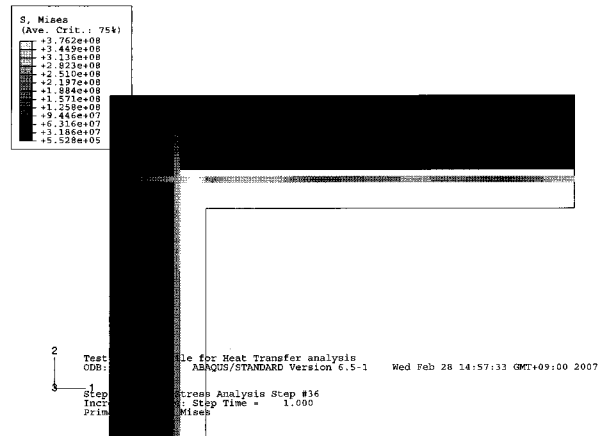 S, Mises
(Ave. Crit.: 75%)
+3.762e+08
+3.449e+08
+3.136e+08
+2.823e+08
+2.510e+08
+2.197e+08
+1.884e+08
+1.571e+08
+1.258e+08
+9.446e+07
+6.316e+07
+3.186e+07
+5.528e+05
2
3
1
Test le for Heat Transfer analysis
ODB: ABAQUS/STANDARD Version 6.5-1 Wed Feb 28 14:57:33 GMT+09:00 2007
Step tress Analysis Step #36
Incre : Step Time = 1.000
Prim Mises